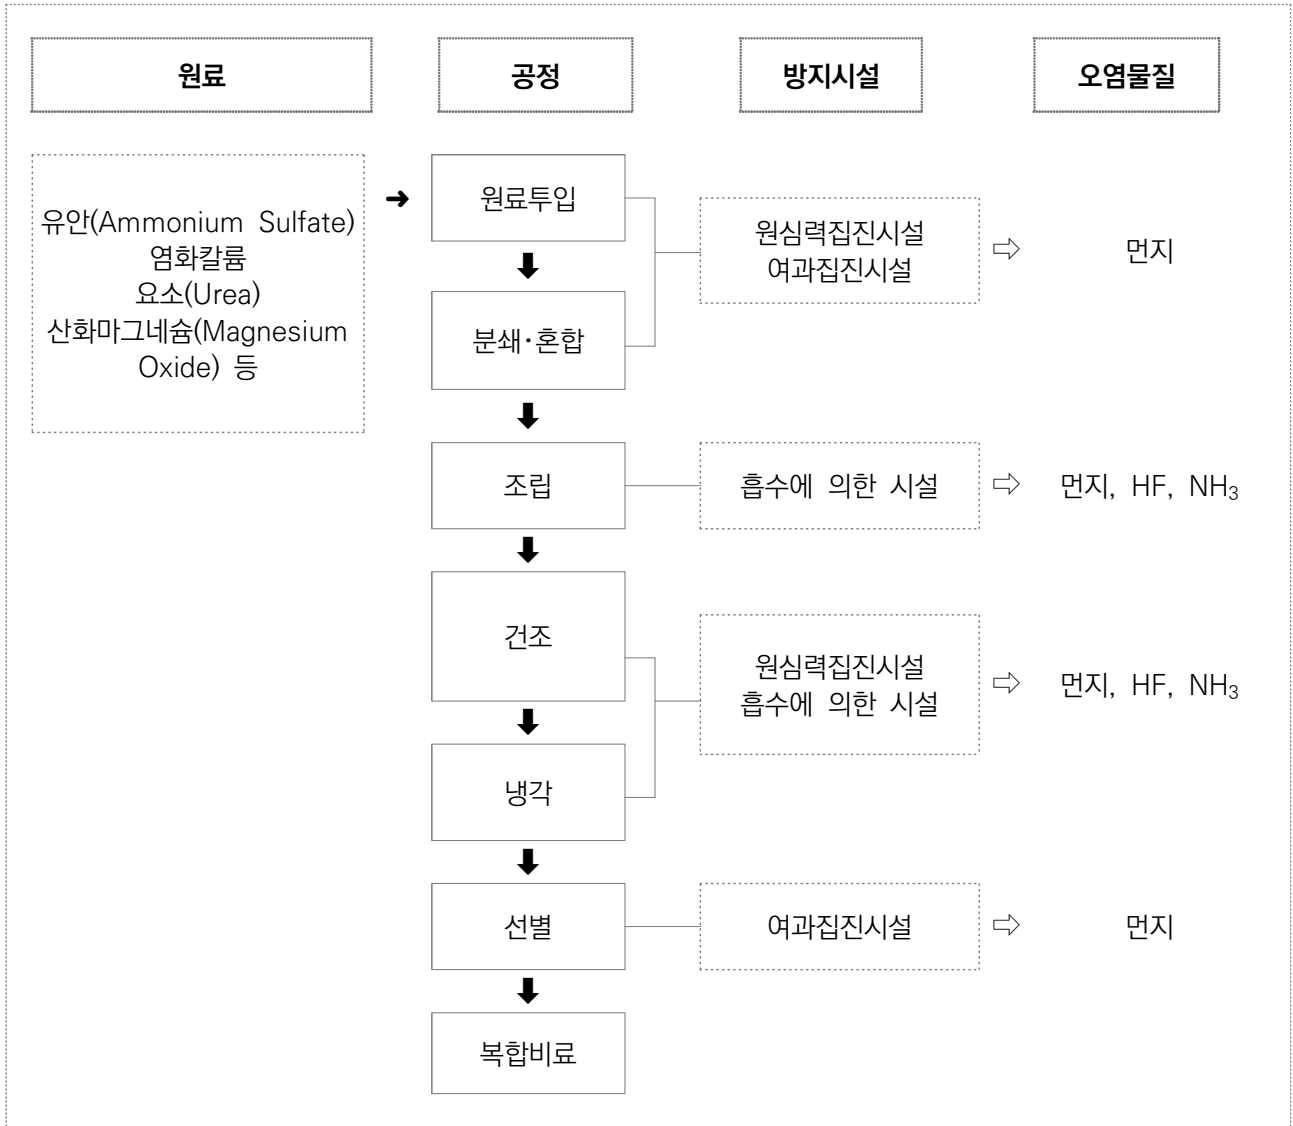 원료
공정
방지시설
오염물질
유안(Ammonium Sulfate)
염화칼륨
요소(Urea)
산화마그네슘(Magnesium
Oxide) 등
원료투입
분쇄·혼합
원심력집진시설
여과집진시설
먼지
조립
흡수에 의한 시설
먼지, HF, NH₃
건조
냉각
원심력집진시설
흡수에 의한 시설
먼지, HF, NH₃
선별
여과집진시설
먼지
복합비료